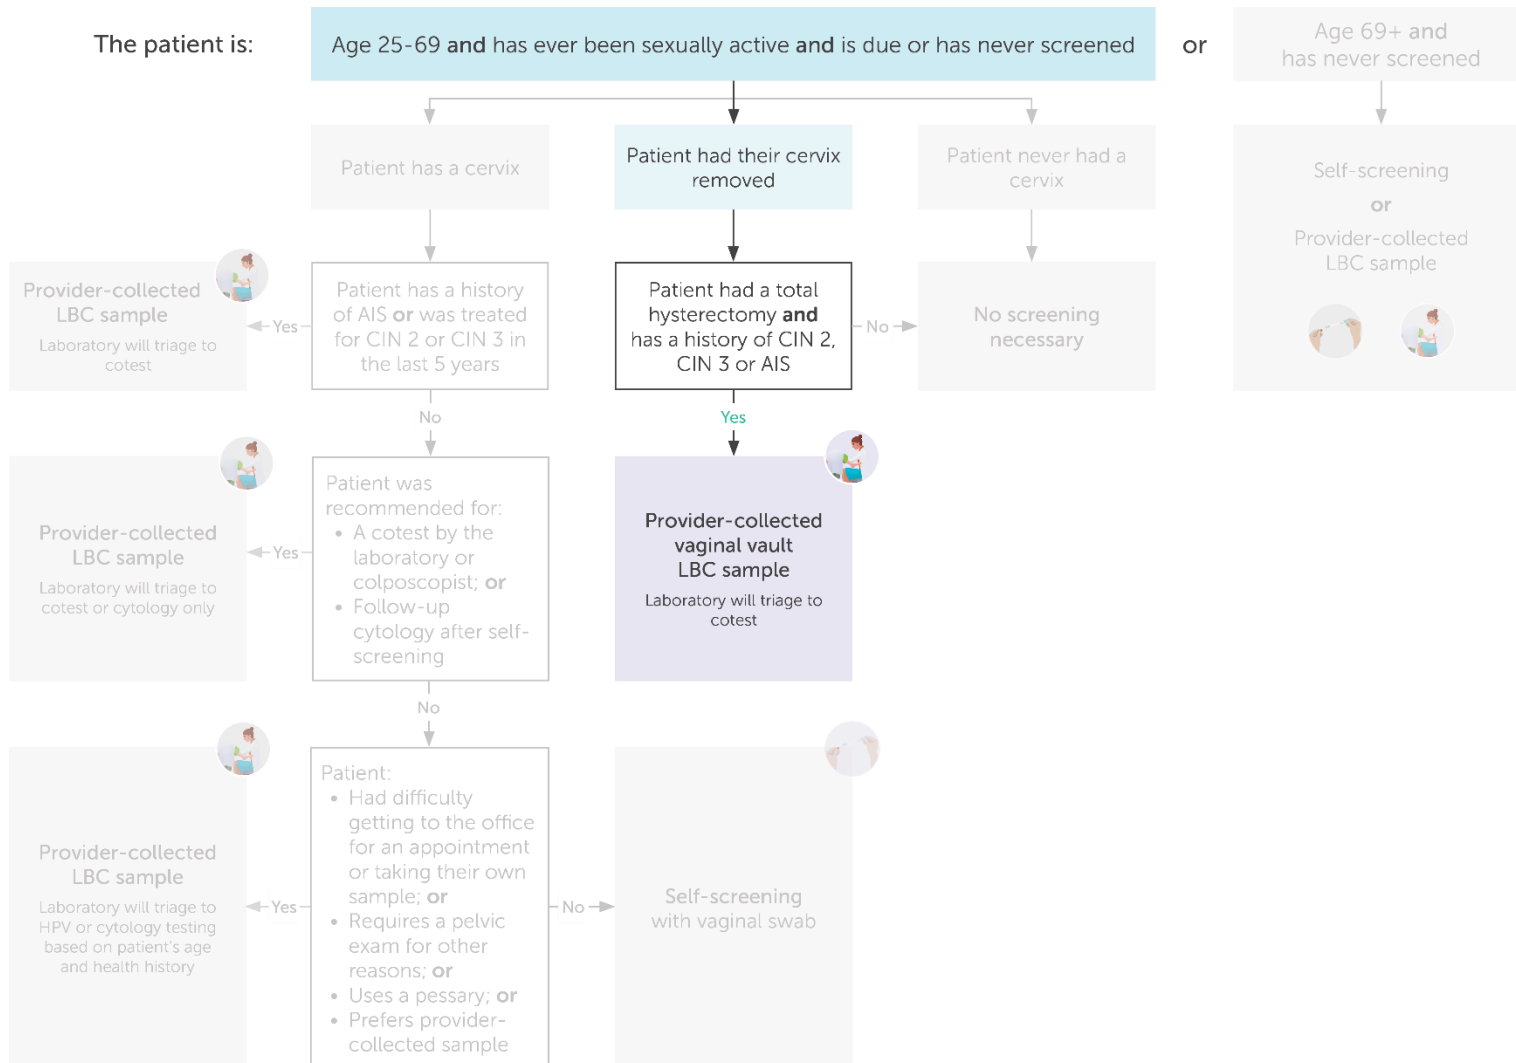 The patient is:
Age 25-69 and has ever been sexually active and is due or has never screened
or
Age 69+ and
has never screened
Patient has a cervix
Patient had their cervix
removed
Patient never had a
cervix
Self-screening
or
Provider-collected
LBC sample
Provider-collected
LBC sample
Laboratory will triage to
cotest
Yes
Patient has a history
of AIS or was treated
for CIN 2 or CIN 3 in
the last 5 years
Patient had a total
hysterectomy and
has a history of CIN 2,
CIN 3 or AIS
No
No screening
necessary
No
Yes
Provider-collected
LBC sample
Laboratory will triage to
cotest or cytology only
Yes
Patient was
recommended for:
• A cotest by the
laboratory or
colposcopist; or
• Follow-up
cytology after self-
screening
Provider-collected
vaginal vault
LBC sample
Laboratory will triage to
cotest
No
Provider-collected
LBC sample
Laboratory will triage to
HPV or cytology testing
based on patient's age
and health history
Yes
Patient:
• Had difficulty
getting to the office
for an appointment
or taking their own
sample; or
• Requires a pelvic
exam for other
reasons; or
• Uses a pessary; or
• Prefers provider-
collected sample
No
Self-screening
with vaginal swab